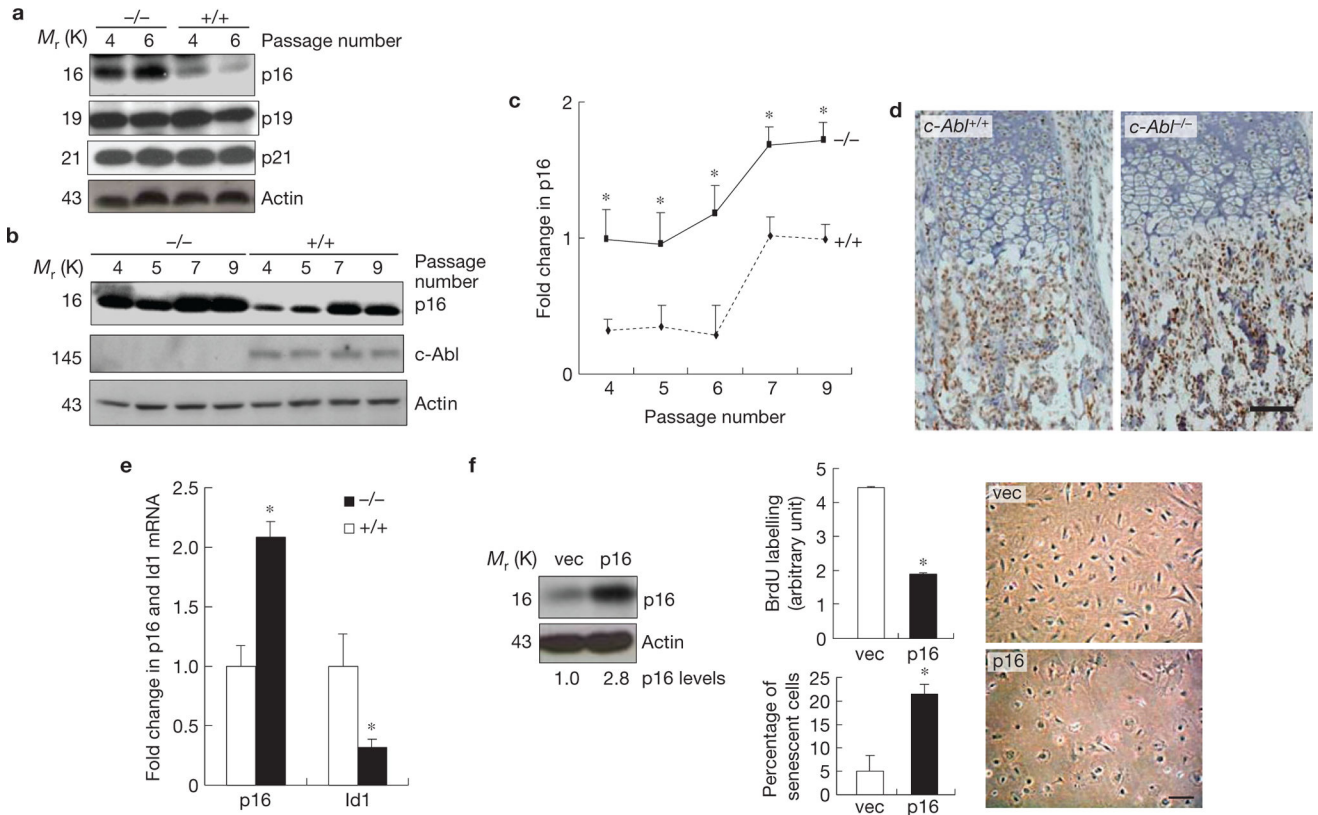 a
−/− +/+
Mr (K) 4 6 4 6 Passage number
16 p16
19 p19
21 p21
43 Actin
b
−/− +/+
Mr (K) 4 5 7 9 4 5 7 9 Passage number
16 p16
145 c-Abl
43 Actin
c
Fold change in p16
2
1
0
* * * * *
−/−
+/+
4 5 6 7 9
Passage number
d
c-Abl+/+ c-Abl−/−
e
Fold change in p16 and Id1 mRNA
2.5
2.0
1.5
1.0
0.5
0
−/−
+/+
* *
p16 Id1
f
Mr (K) vec p16
16 p16
43 Actin
1.0 2.8 p16 levels
BrdU labelling
(arbitrary unit)
5
4
3
2
1
0
*
vec p16
Percentage of
senescent cells
25
20
15
10
5
0
*
vec p16
vec
p16